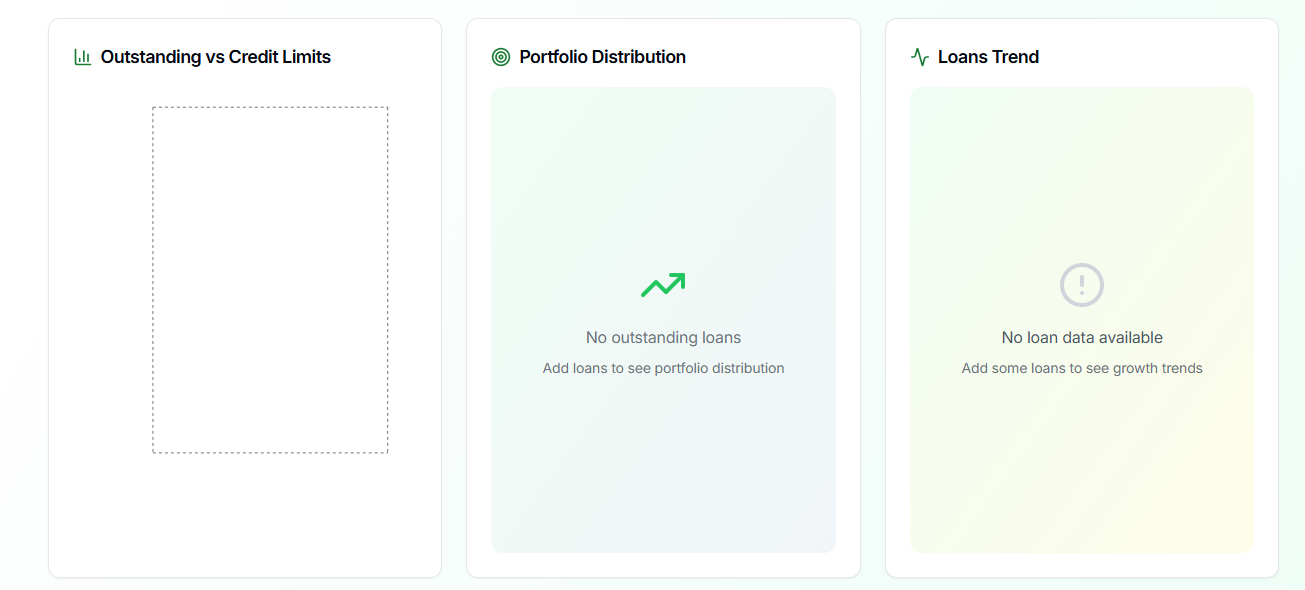 Outstanding vs Credit Limits
Portfolio Distribution
No outstanding loans
Add loans to see portfolio distribution
Loans Trend
No loan data available
Add some loans to see growth trends